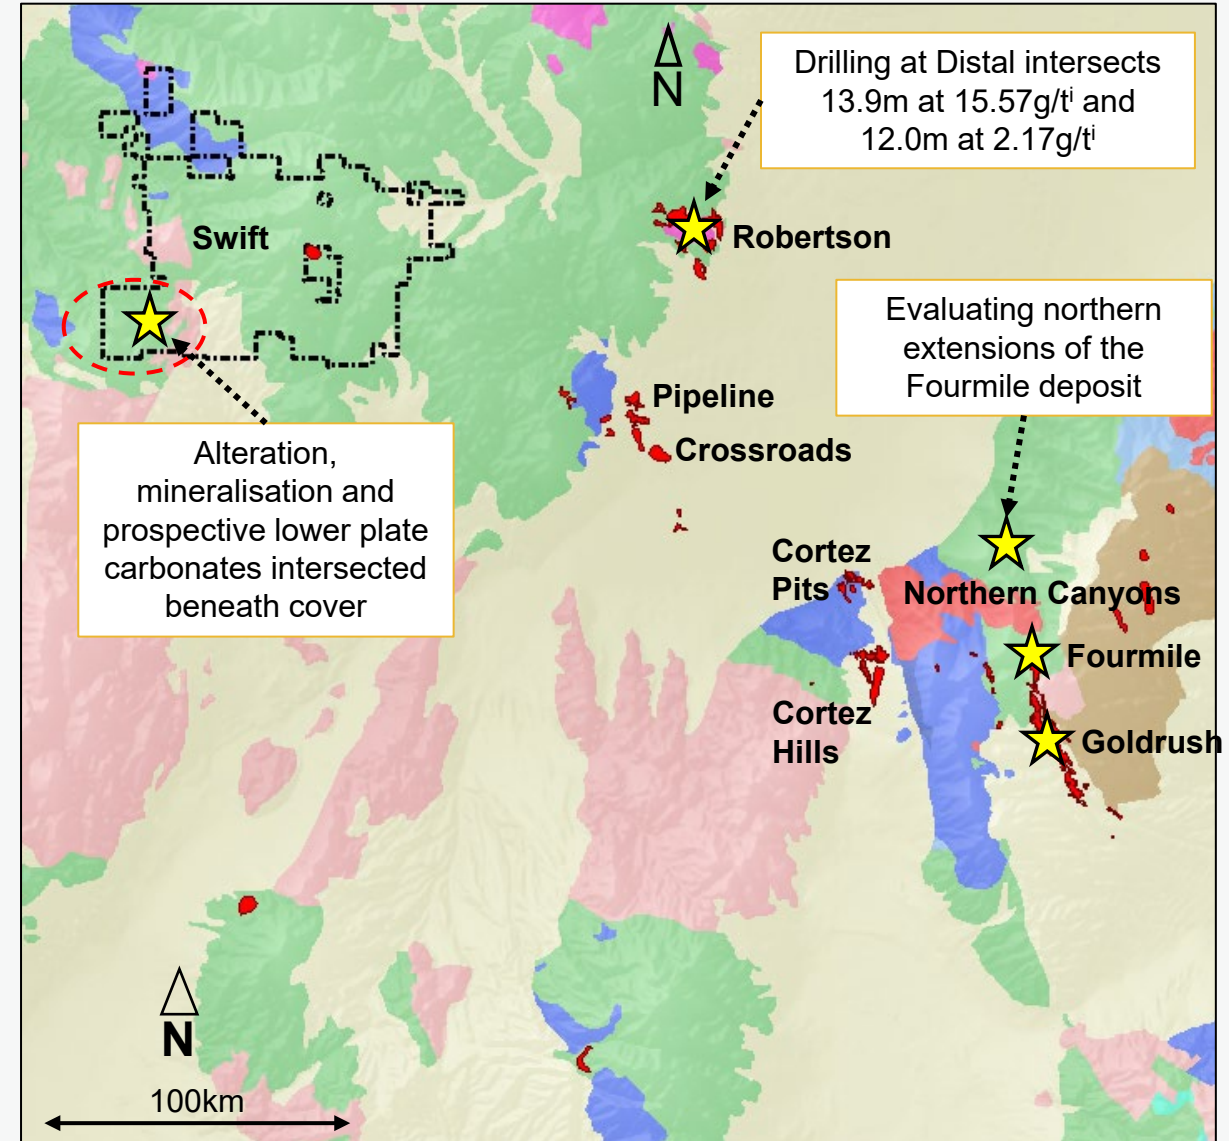 N
Drilling at Distal intersects
13.9m at 15.57g/tⁱ and
12.0m at 2.17g/tⁱ
Swift
Robertson
Evaluating northern
extensions of the
Fourmile deposit
Pipeline
Crossroads
Alteration,
mineralisation and
prospective lower plate
carbonates intersected
beneath cover
Cortez
Pits
Northern Canyons
Fourmile
Cortez
Hills
Goldrush
N
100km